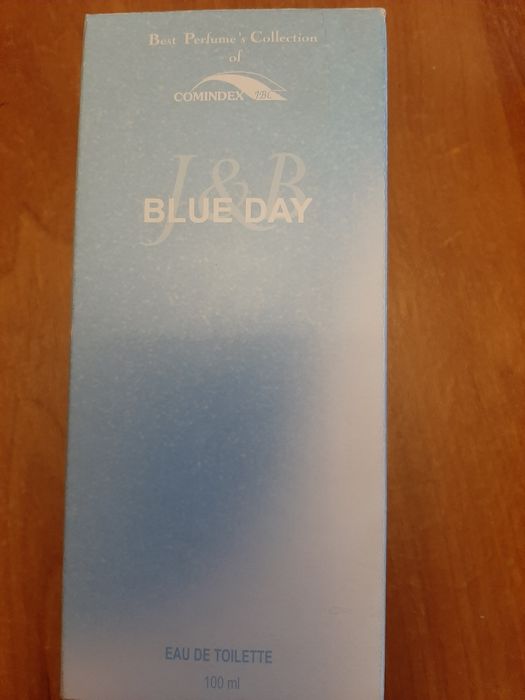 Best Perfume's Collection
of
COMINDEX
J&B
BLUE DAY
EAU DE TOILETTE
100 ml